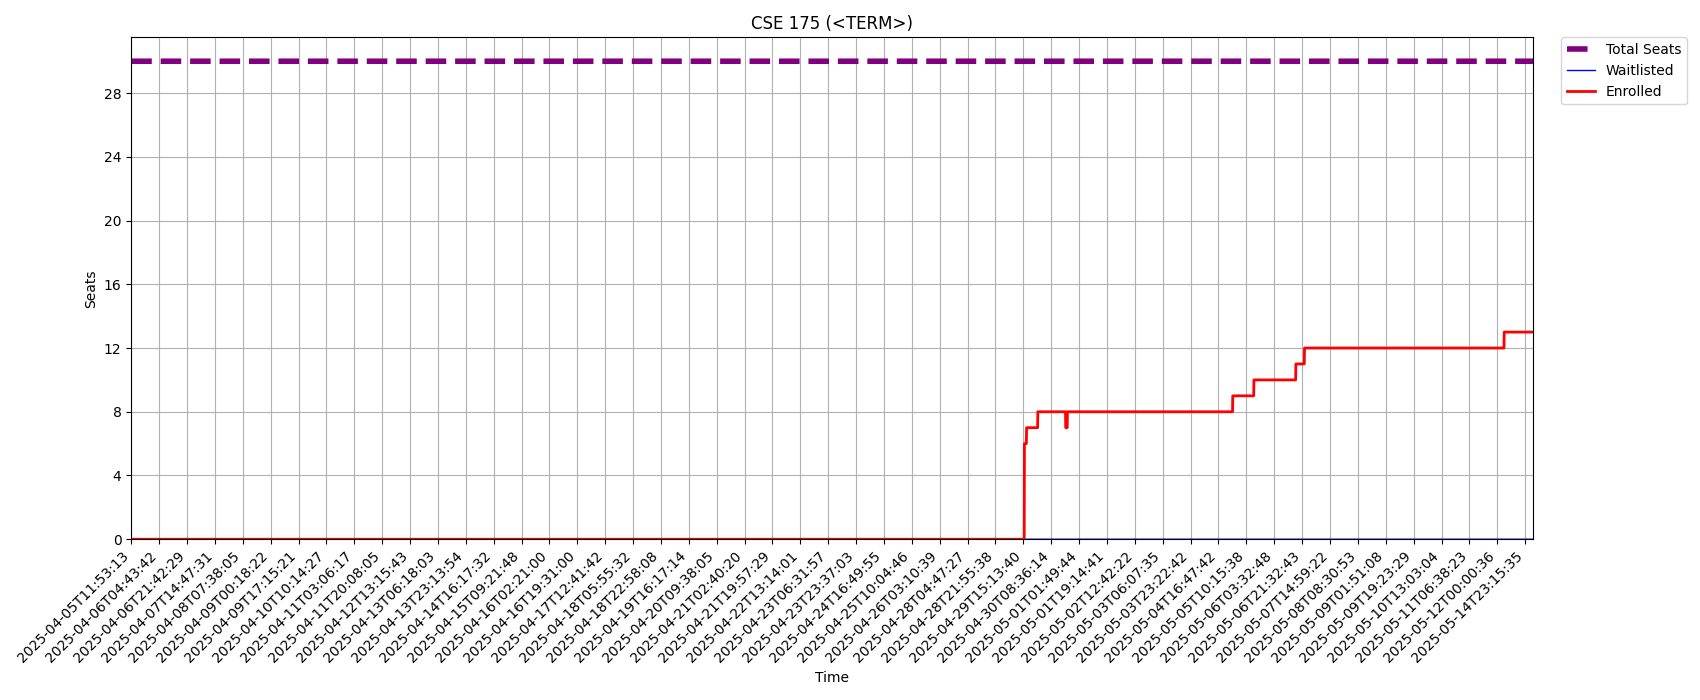 CSE 175 (<TERM>)
Total Seats
Waitlisted
Enrolled
Seats
28
24
20
16
12
8
4
0
2025-04-05T11:53:13
2025-04-06T04:43:42
2025-04-06T21:42:29
2025-04-07T14:47:31
2025-04-08T07:38:05
2025-04-09T00:18:22
2025-04-09T17:15:21
2025-04-10T10:14:27
2025-04-11T03:06:17
2025-04-11T20:08:05
2025-04-12T13:15:43
2025-04-13T06:18:03
2025-04-13T23:13:54
2025-04-14T16:17:32
2025-04-15T09:21:48
2025-04-16T02:21:00
2025-04-16T19:31:00
2025-04-17T12:41:42
2025-04-18T05:55:32
2025-04-18T22:58:08
2025-04-19T16:17:14
2025-04-20T09:38:05
2025-04-21T02:40:20
2025-04-21T19:57:29
2025-04-22T13:14:01
2025-04-23T06:31:57
2025-04-23T23:37:03
2025-04-24T16:49:55
2025-04-25T10:04:46
2025-04-26T03:10:39
2025-04-28T04:47:27
2025-04-28T21:55:38
2025-04-29T15:13:40
2025-04-30T08:36:14
2025-05-01T01:49:44
2025-05-01T19:14:41
2025-05-02T12:42:22
2025-05-03T06:07:35
2025-05-03T23:22:42
2025-05-04T16:47:42
2025-05-05T10:15:38
2025-05-06T03:32:48
2025-05-06T21:32:43
2025-05-07T14:59:22
2025-05-08T08:30:53
2025-05-09T01:51:08
2025-05-09T19:23:29
2025-05-10T13:03:04
2025-05-11T06:38:23
2025-05-12T00:00:36
2025-05-14T23:15:35
Time